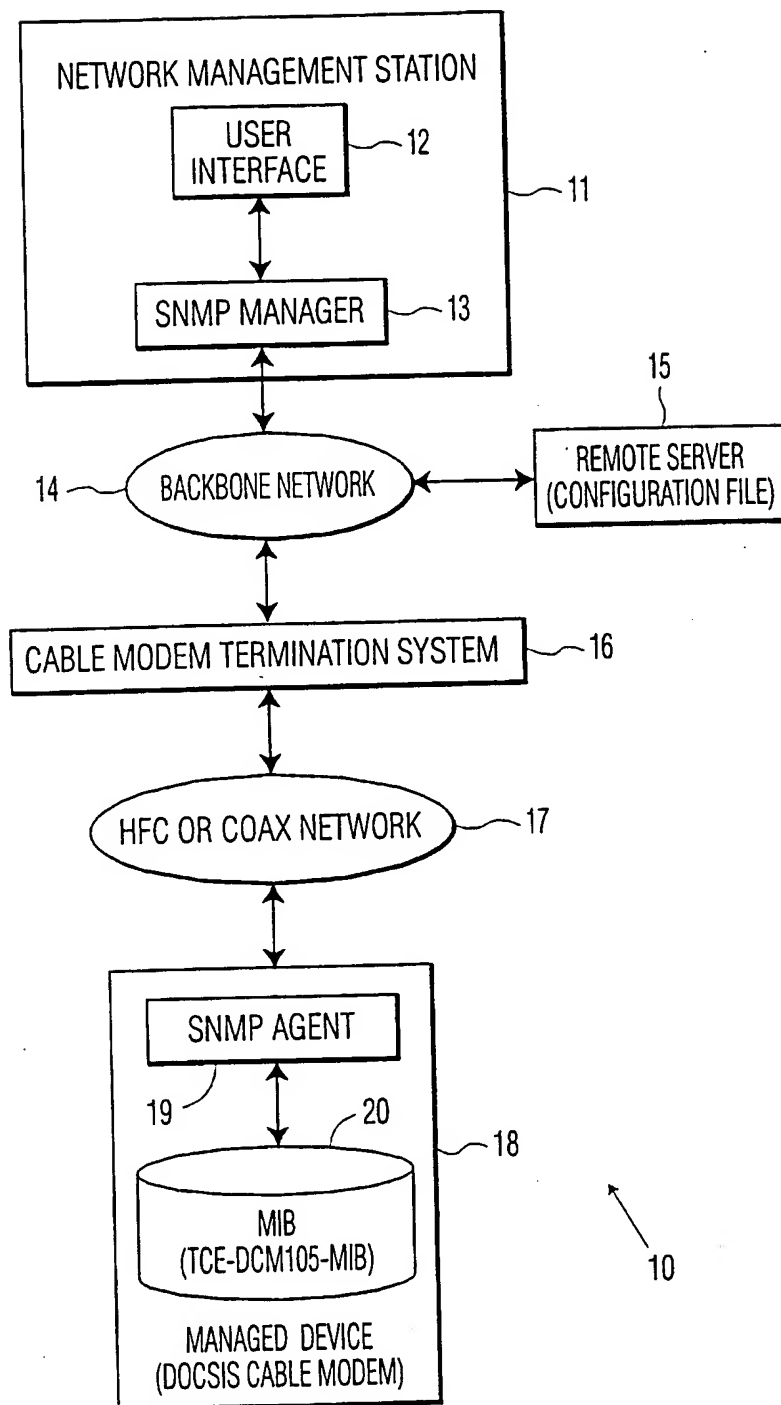 NETWORK MANAGEMENT STATION
USER
INTERFACE
12
11
SNMP MANAGER
13
15
14
BACKBONE NETWORK
REMOTE SERVER
(CONFIGURATION FILE)
CABLE MODEM TERMINATION SYSTEM
16
HFC OR COAX NETWORK
17
SNMP AGENT
19
20
18
MIB
(TCE-DCM105-MIB)
10
MANAGED DEVICE
(DOCSIS CABLE MODEM)